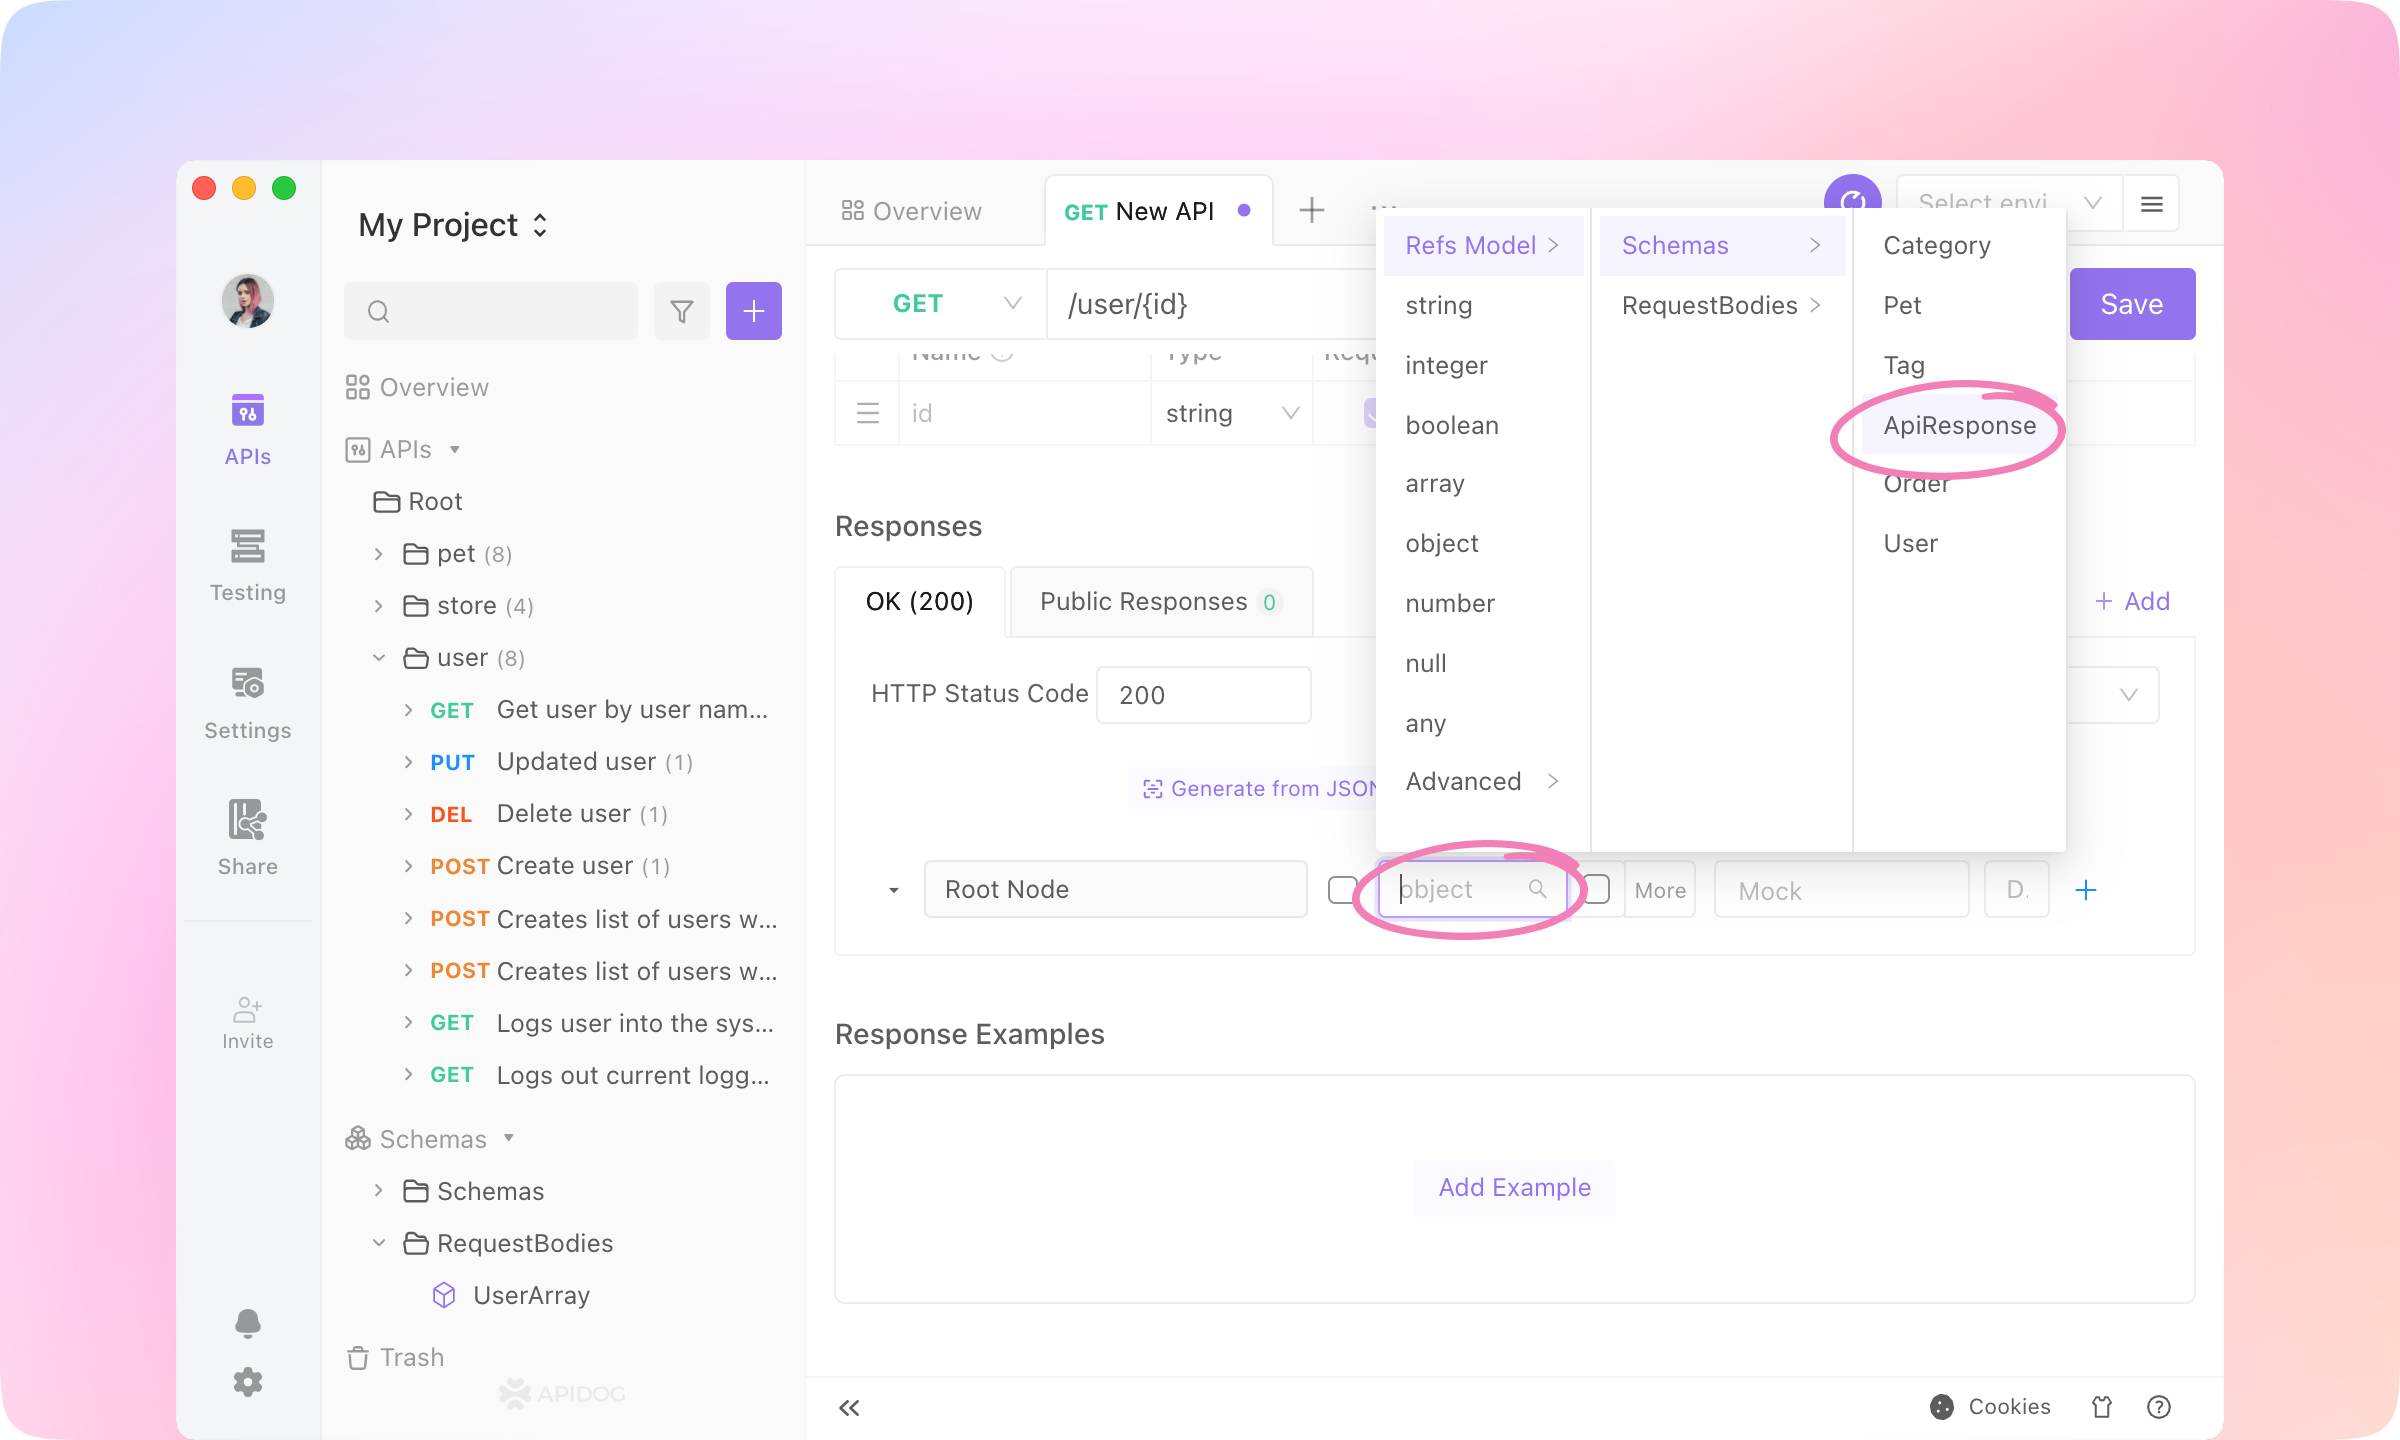 My Project
Overview
APIs
Root
pet (8)
store (4)
user (8)
GET Get user by user nam...
PUT Updated user (1)
DEL Delete user (1)
POST Create user (1)
POST Creates list of users w...
POST Creates list of users w...
GET Logs user into the sys...
GET Logs out current logg...
Schemas
Schemas
RequestBodies
UserArray
Trash
APIDOG
APIs
Testing
Settings
Share
Invite
Overview
GET New API
Select envi
GET
/user/{id}
Save
Name
Type
Requ
id
string
Responses
OK (200)
Public Responses 0
+ Add
HTTP Status Code
200
Generate from JSON
Root Node
object
More
Mock
D.
Refs Model
string
integer
boolean
array
object
number
null
any
Advanced
Schemas
RequestBodies
Category
Pet
Tag
ApiResponse
Order
User
Response Examples
Add Example
Cookies